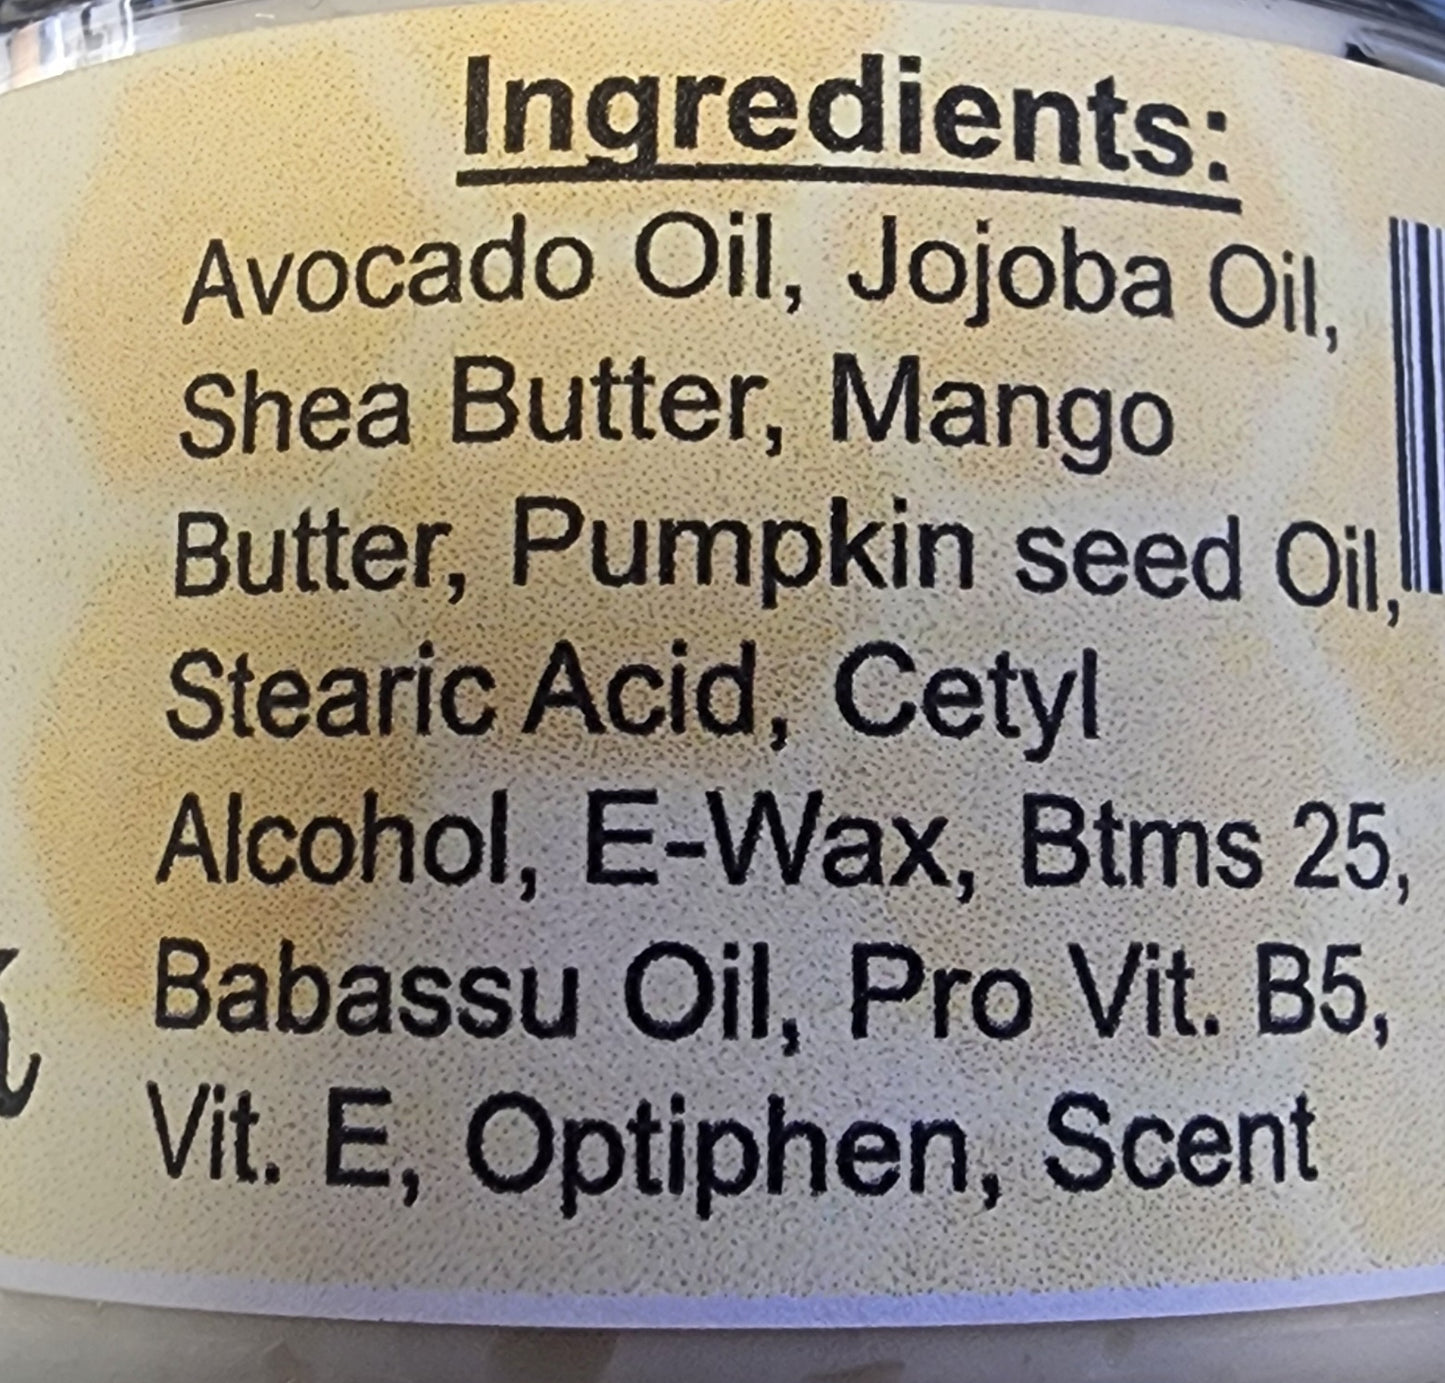 Ingredients:
Avocado Oil, Jojoba Oil,
Shea Butter, Mango
Butter, Pumpkin seed Oil,
Stearic Acid, Cetyl
Alcohol, E-Wax, Btms 25,
Babassu Oil, Pro Vit. B5,
Vit. E, Optiphen, Scent